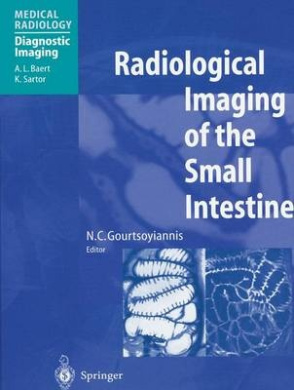 MEDICAL
RADIOLOGY
Diagnostic
Imaging
A. L. Baert
K. Sartor
Radiological
Imaging
of the
Small
Intestine
N.C.Gourtsoyiannis
Editor
Springer